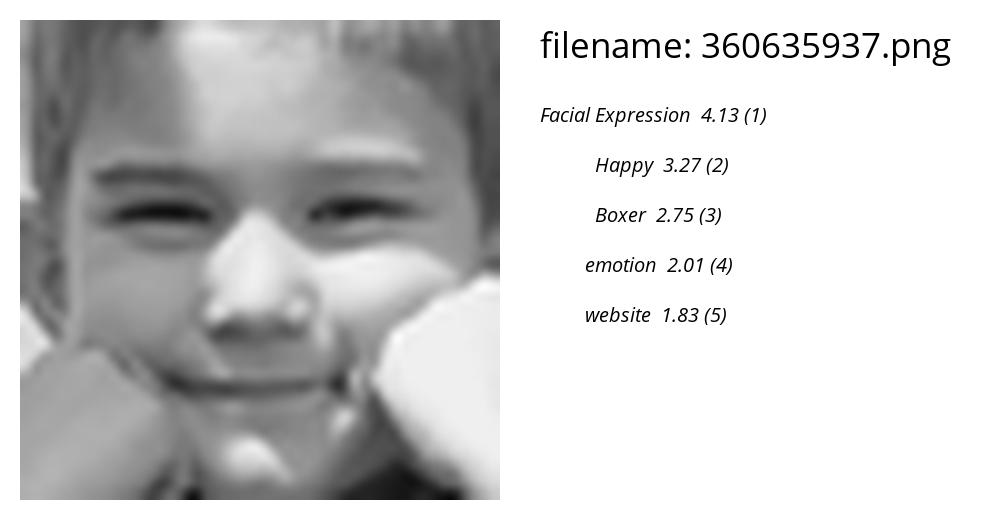 filename: 360635937.png
Facial Expression 4.13 (1)
Happy 3.27 (2)
Boxer 2.75 (3)
emotion 2.01 (4)
website 1.83 (5)